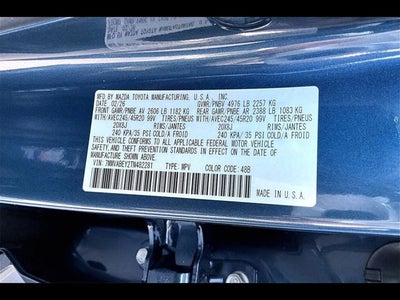 MFD BY MAZDA TOYOTA MANUFACTURING, U.S.A., INC.
DATE: 02/26 GVWR/PNBV 4976 LB 2257 KG
FRONT GAWR/PNBE AV 2606 LB 1182 KG REAR GAWR/PNBE AR 2388 LB 1083 KG
WITH/AVEC245/45R20 99V TIRES/PNEUS WITH/AVEC245/45R20 99V TIRES/PNEUS
20X8J RIMS/JANTES 20X8J RIMS/JANTES
240 KPA/35 PSI COLD/A FROID 240 KPA/35 PSI COLD/A FROID
THIS VEHICLE CONFORMS TO ALL APPLICABLE FEDERAL MOTOR VEHICLE
SAFETY, AND THEFT PREVENTION STANDARDS IN EFFECT ON THE DATE OF
MANUFACTURE SHOWN ABOVE.
VIN: 7MMVABEY2TN482281 TYPE: MPV COLOR CODE: 48B
MADE IN U.S.A.